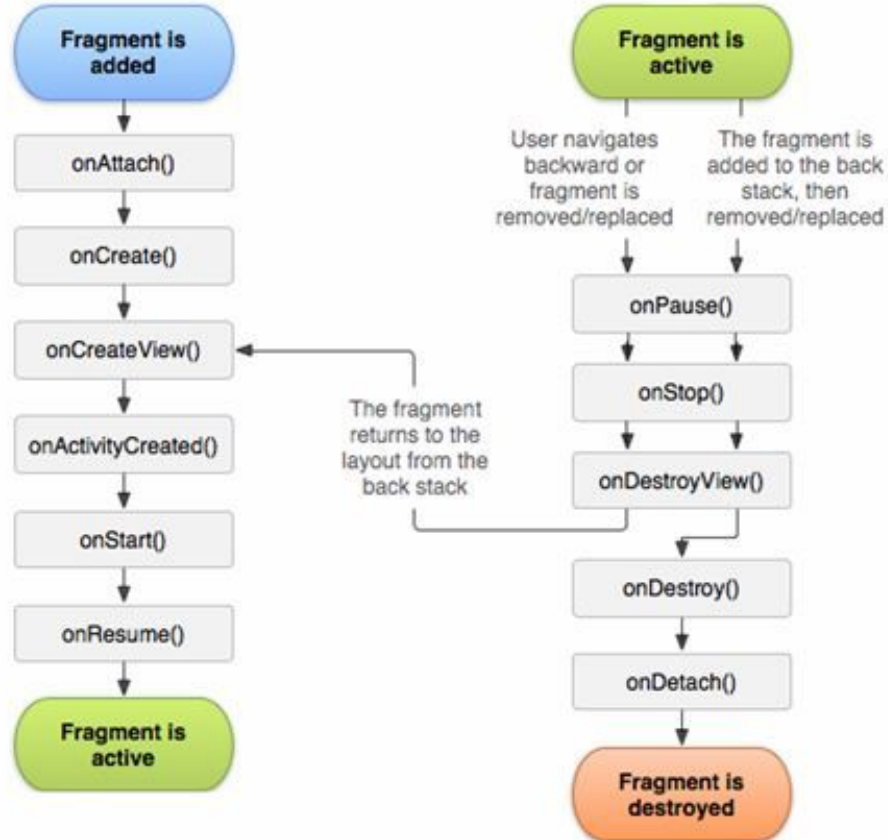 Fragment is
added
onAttach()
onCreate()
onCreateView()
onActivityCreated()
onStart()
onResume()
Fragment is
active
The fragment
returns to the
layout from the
back stack
Fragment is
active
User navigates
backward or
fragment is
removed/replaced
The fragment is
added to the back
stack, then
removed/replaced
onPause()
onStop()
onDestroyView()
onDestroy()
onDetach()
Fragment is
destroyed